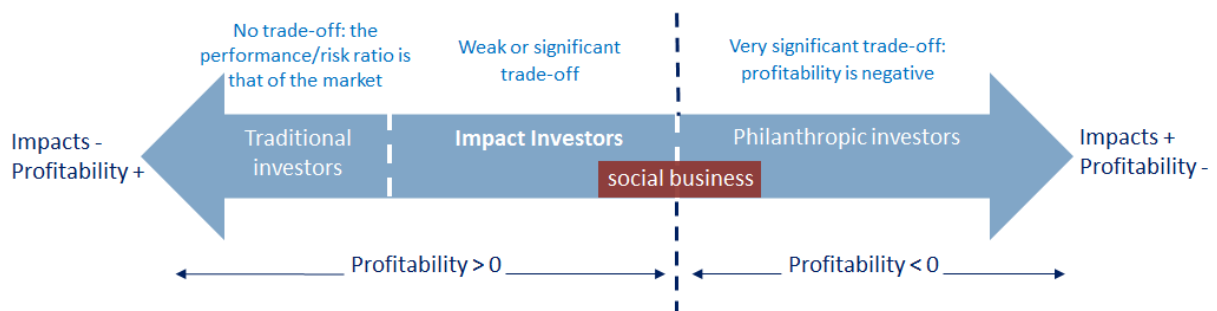 No trade-off: the
performance/risk ratio is
that of the market
Weak or significant
trade-off
Very significant trade-off:
profitability is negative
Impacts -
Profitability +
Traditional
investors
Impact Investors
Philanthropic investors
social business
Impacts +
Profitability -
Profitability > 0
Profitability < 0